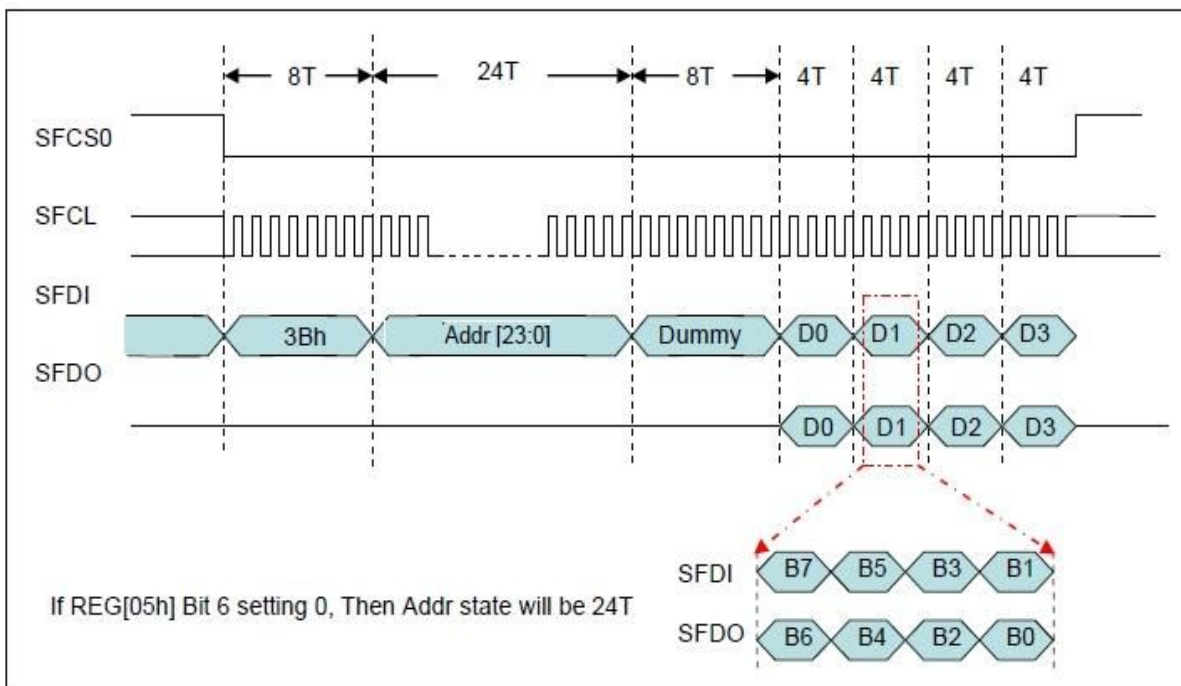 8T 24T 8T 4T 4T 4T 4T
SFCS0
SFCL
SFDI
3Bh Addr [23:0] Dummy D0 D1 D2 D3
SFDO
D0 D1 D2 D3
SFDI B7 B5 B3 B1
If REG[05h] Bit 6 setting 0, Then Addr state will be 24T
SFDO B6 B4 B2 B0